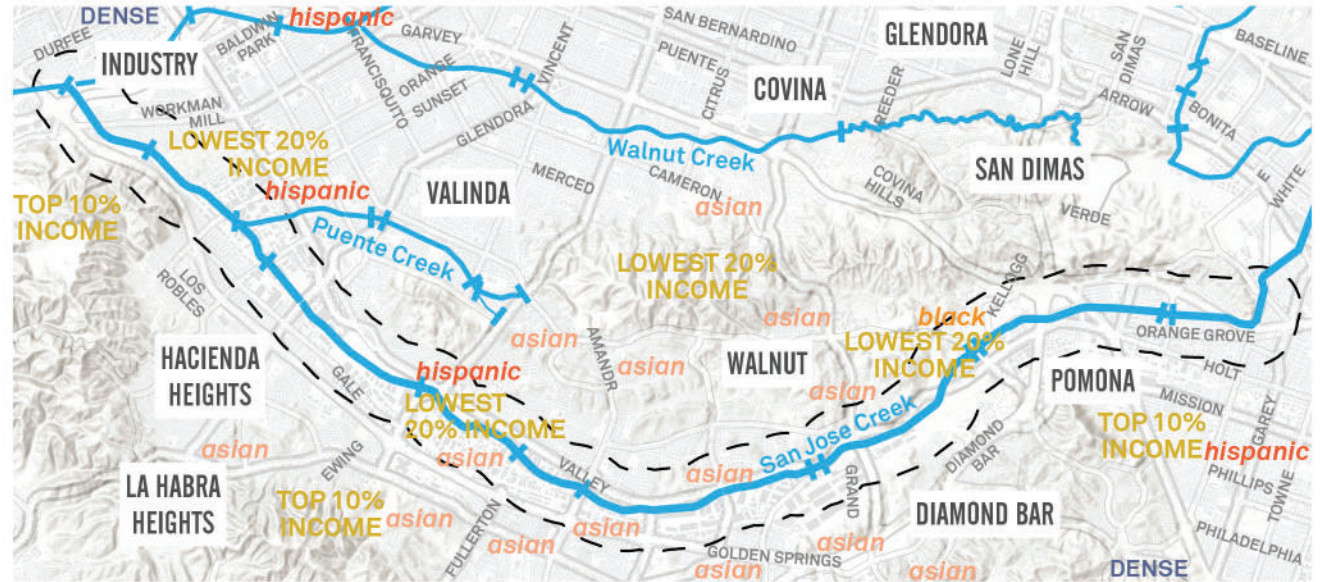 DENSE
hispanic
DURFEE
BALDWIN
PARK
GARVEY
SAN BERNARDINO
GLENDORA
LONE
HILL
SAN
DIMAS
BASELINE
INDUSTRY
FRANCISQUITO
ORANGE
SUNSET
VINCENT
PUENTE
CITRUS
COVINA
REEDER
ARROW
BONITA
WORKMAN
MILL
GLENDORA
LOWEST 20%
INCOME
Walnut Creek
MERCED
CAMERON
COVINA
HILLS
SAN DIMAS
E
WHITE
hispanic
VALINDA
asian
VERDE
TOP 10%
INCOME
Puente Creek
LOWEST 20%
INCOME
LOS
ROBLES
KELLOGG
asian
asian
black
LOWEST 20%
INCOME
ORANGE GROVE
HACIENDA
HEIGHTS
AMANDR
asian
WALNUT
asian
POMONA
HOLT
hispanic
GALE
LOWEST
20% INCOME
MISSION
GAREY
San Jose Creek
TOP 10%
INCOME
hispanic
asian
EWING
asian
VALLEY
asian
GRAND
DIAMOND
BAR
PHILLIPS
TOWNE
LA HABRA
HEIGHTS
TOP 10%
INCOME
asian
FULLERTON
asian
asian
DIAMOND BAR
PHILADELPHIA
asian
GOLDEN SPRINGS
asian
asian
asian
DENSE